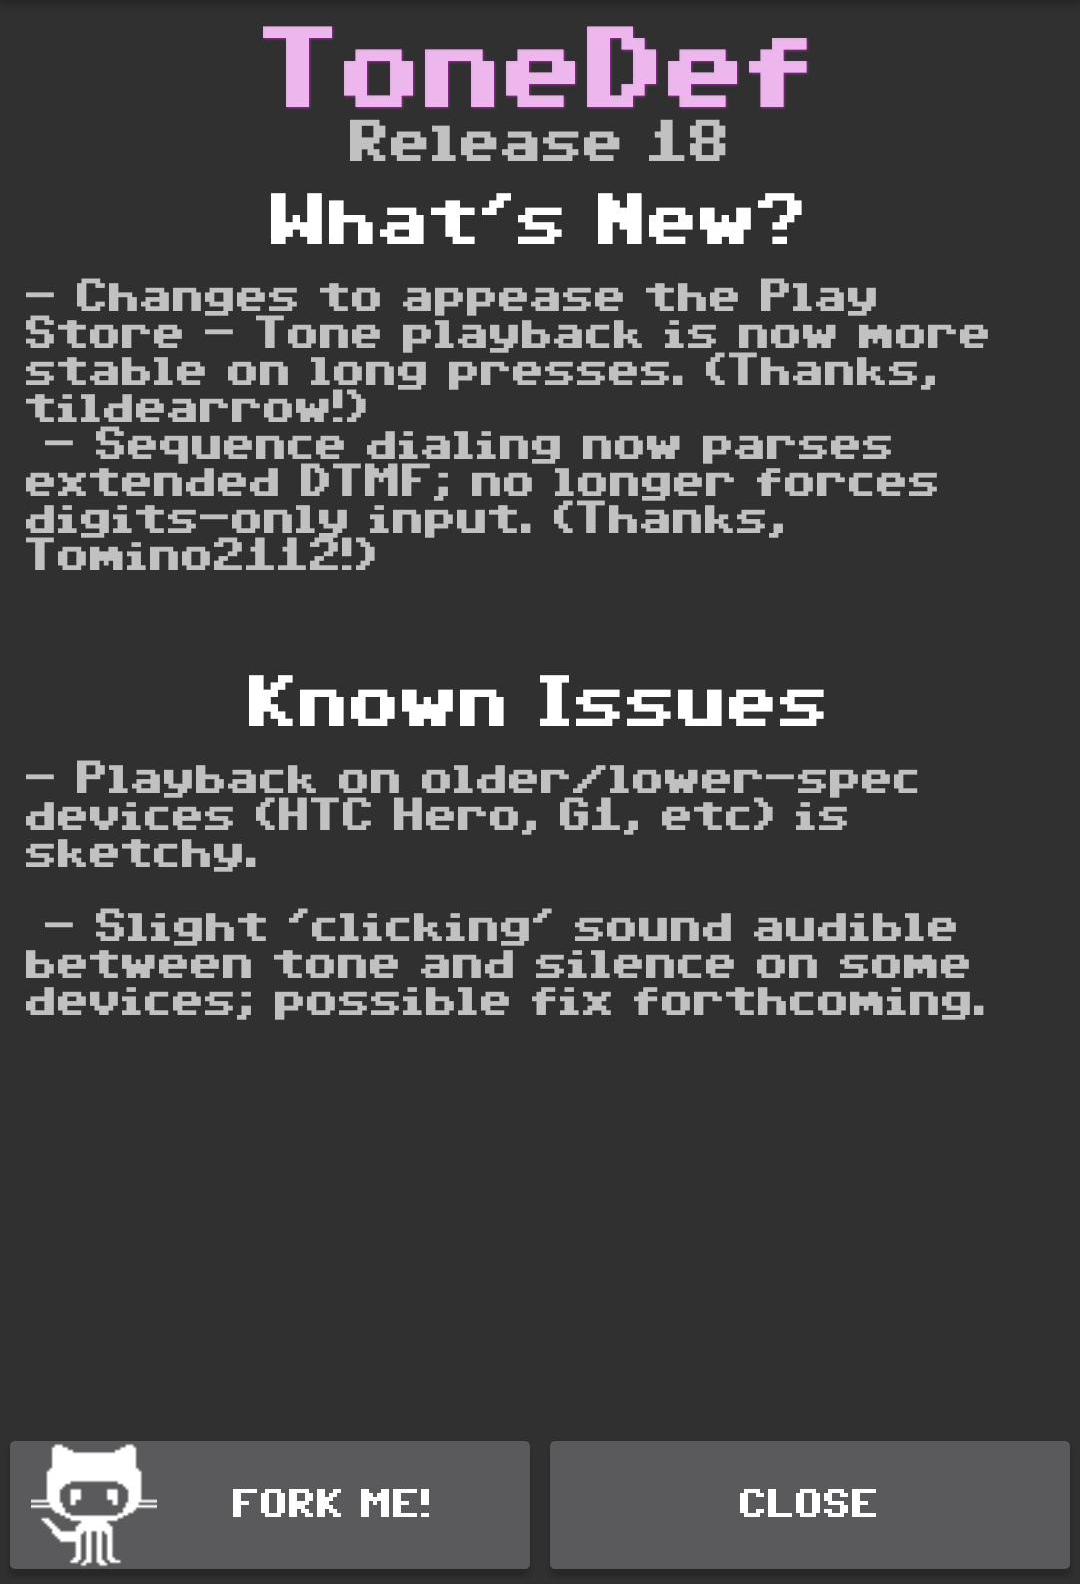 ToneDef
Release 18
What's New?
- Changes to appease the Play
Store - Tone playback is now more
stable on long presses. (Thanks,
tildearrow!)
- Sequence dialing now parses
extended DTMF; no longer forces
digits-only input. (Thanks,
Tomino2112!)
Known Issues
- Playback on older/lower-spec
devices (HTC Hero, G1, etc) is
sketchy.
- Slight 'clicking' sound audible
between tone and silence on some
devices; possible fix forthcoming.
FORK ME!
CLOSE